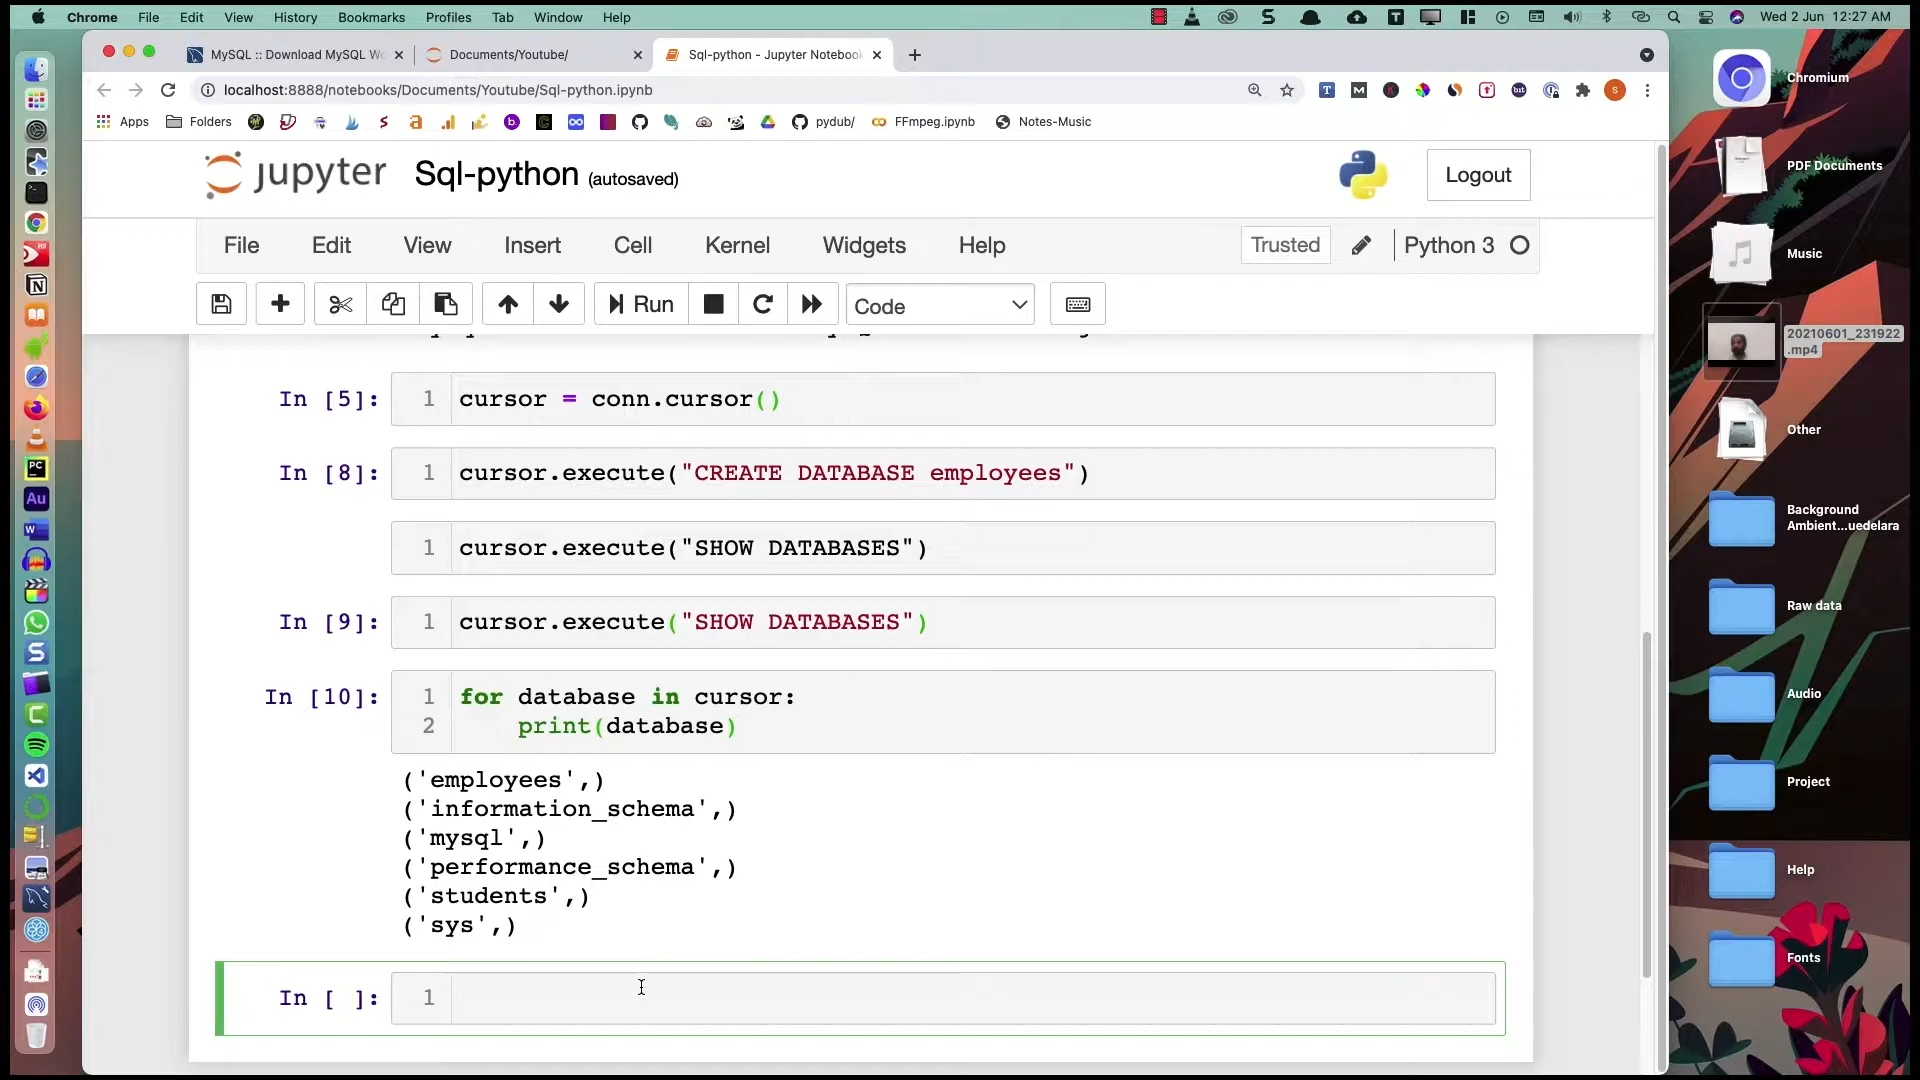 Chrome File Edit View History Bookmarks Profiles Tab Window Help
Wed 2 Jun 12:27 AM
MySQL :: Download MySQL Wo
Documents/Youtube/
Sql-python - Jupyter Notebook
localhost:8888/notebooks/Documents/Youtube/Sql-python.ipynb
Apps Folders pydub/ FFmpeg.ipynb Notes-Music
jupyter Sql-python (autosaved)
Logout
File Edit View Insert Cell Kernel Widgets Help
Trusted Python 3
Run Code
In [5]: 1 cursor = conn.cursor()
In [8]: 1 cursor.execute("CREATE DATABASE employees")
1 cursor.execute("SHOW DATABASES")
In [9]: 1 cursor.execute("SHOW DATABASES")
In [10]: 1 for database in cursor:
2 print(database)
('employees',)
('information_schema',)
('mysql',)
('performance_schema',)
('students',)
('sys',)
In [ ]: 1
Chromium
PDF Documents
Music
20210601_231922
.mp4
Other
Background
Ambient...uedelara
Raw data
Audio
Project
Help
Fonts